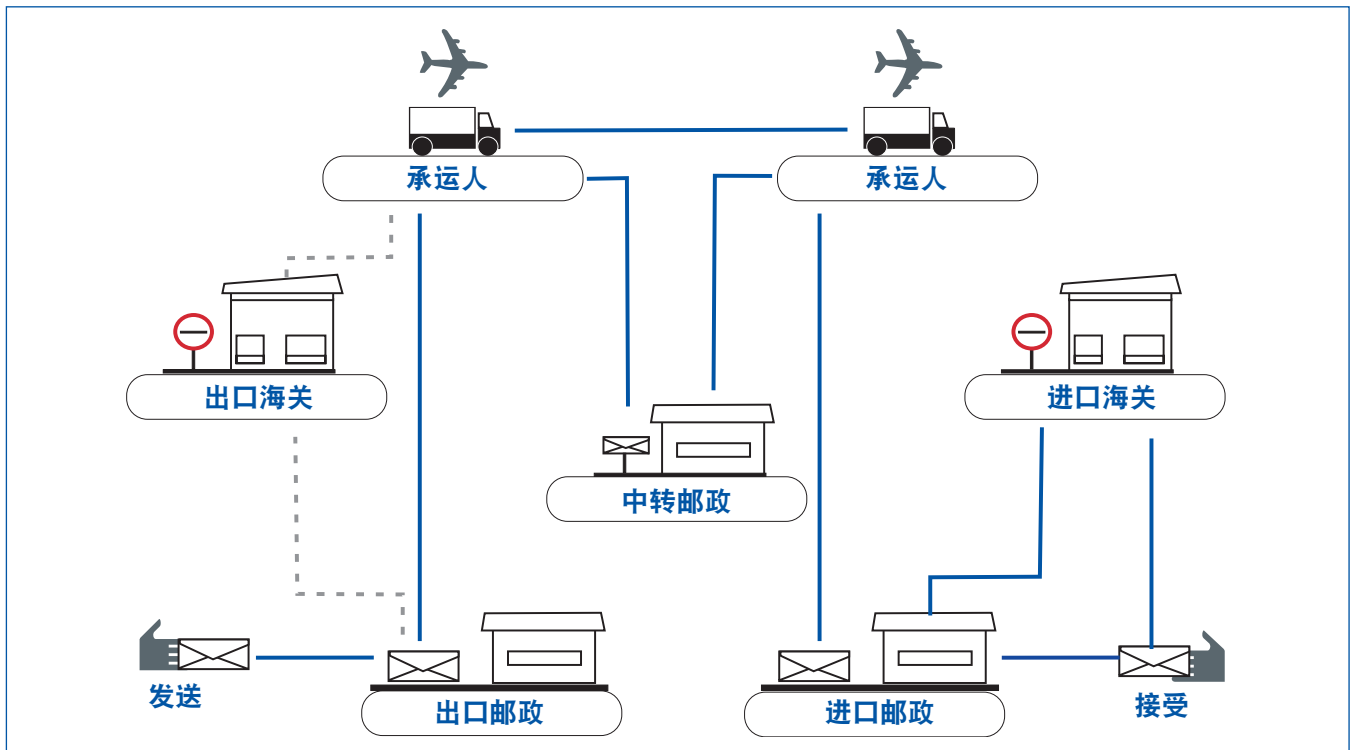 承运人
承运人
出口海关
进口海关
中转邮政
发送
接受
出口邮政
进口邮政